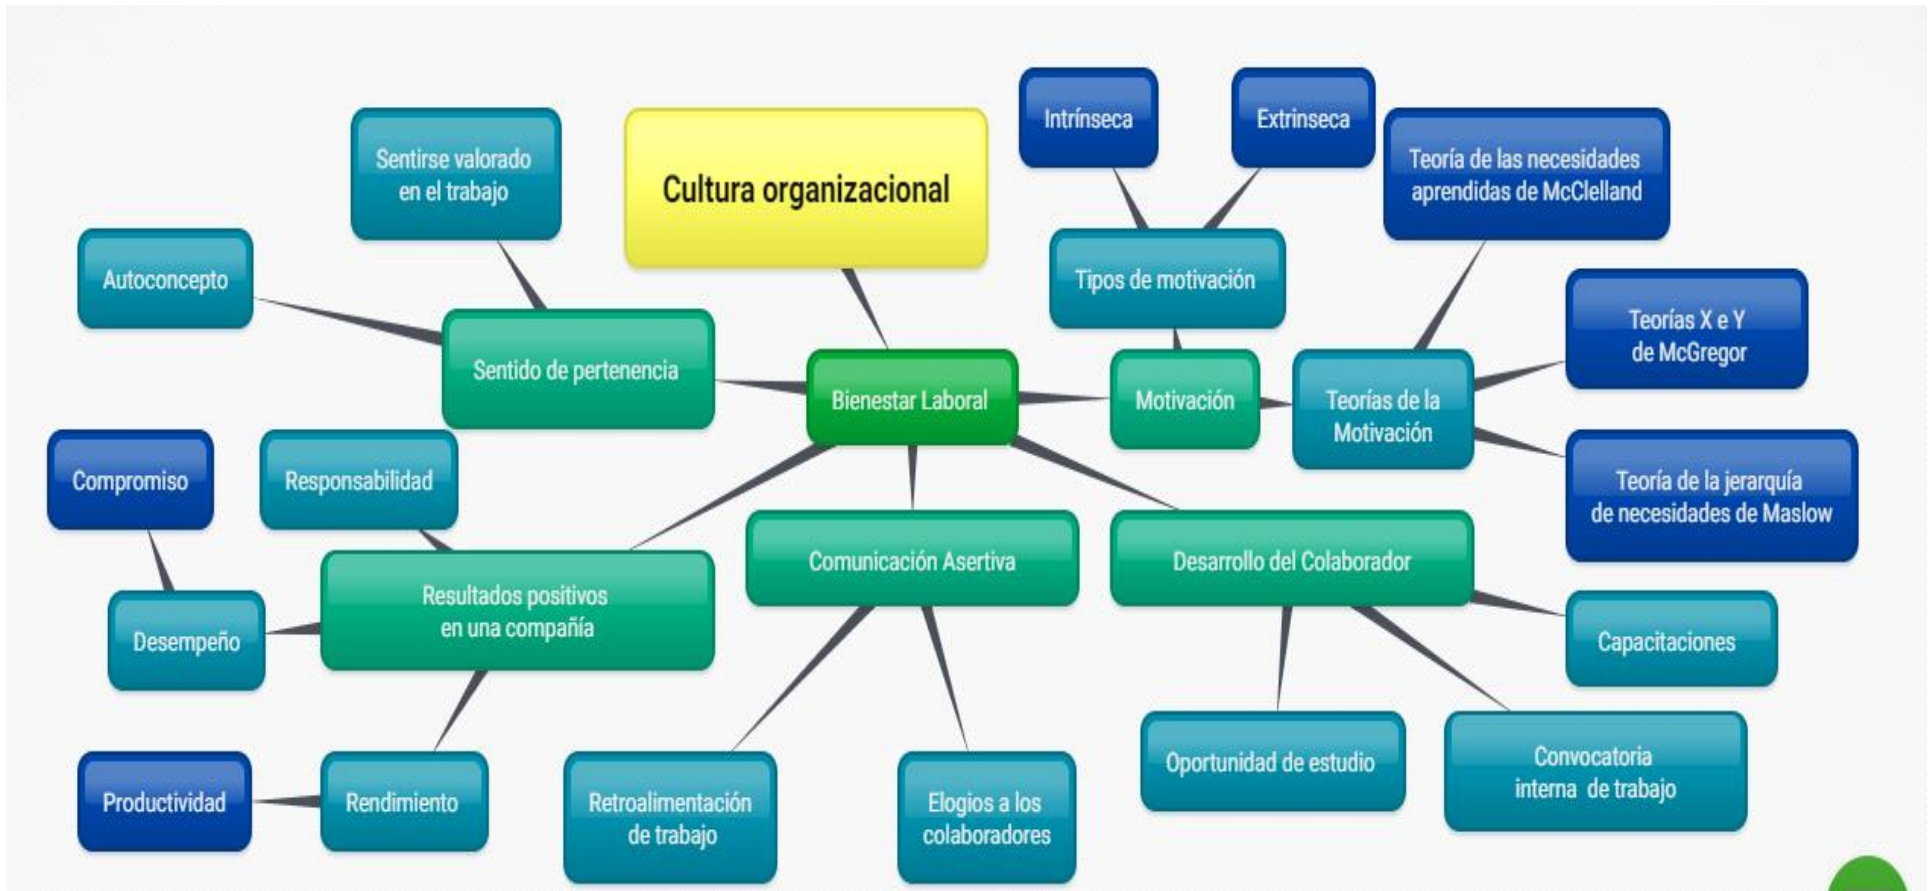 Cultura organizacional
Intrínseca
Extrinseca
Sentirse valorado
en el trabajo
Teoría de las necesidades
aprendidas de McClelland
Autoconcepto
Tipos de motivación
Sentido de pertenencia
Teorías X e Y
de McGregor
Bienestar Laboral
Motivación
Teorías de la
Motivación
Compromiso
Responsabilidad
Teoría de la jerarquía
de necesidades de Maslow
Comunicación Asertiva
Desarrollo del Colaborador
Resultados positivos
en una compañía
Desempeño
Capacitaciones
Productividad
Rendimiento
Retroalimentación
de trabajo
Elogios a los
colaboradores
Oportunidad de estudio
Convocatoria
interna de trabajo